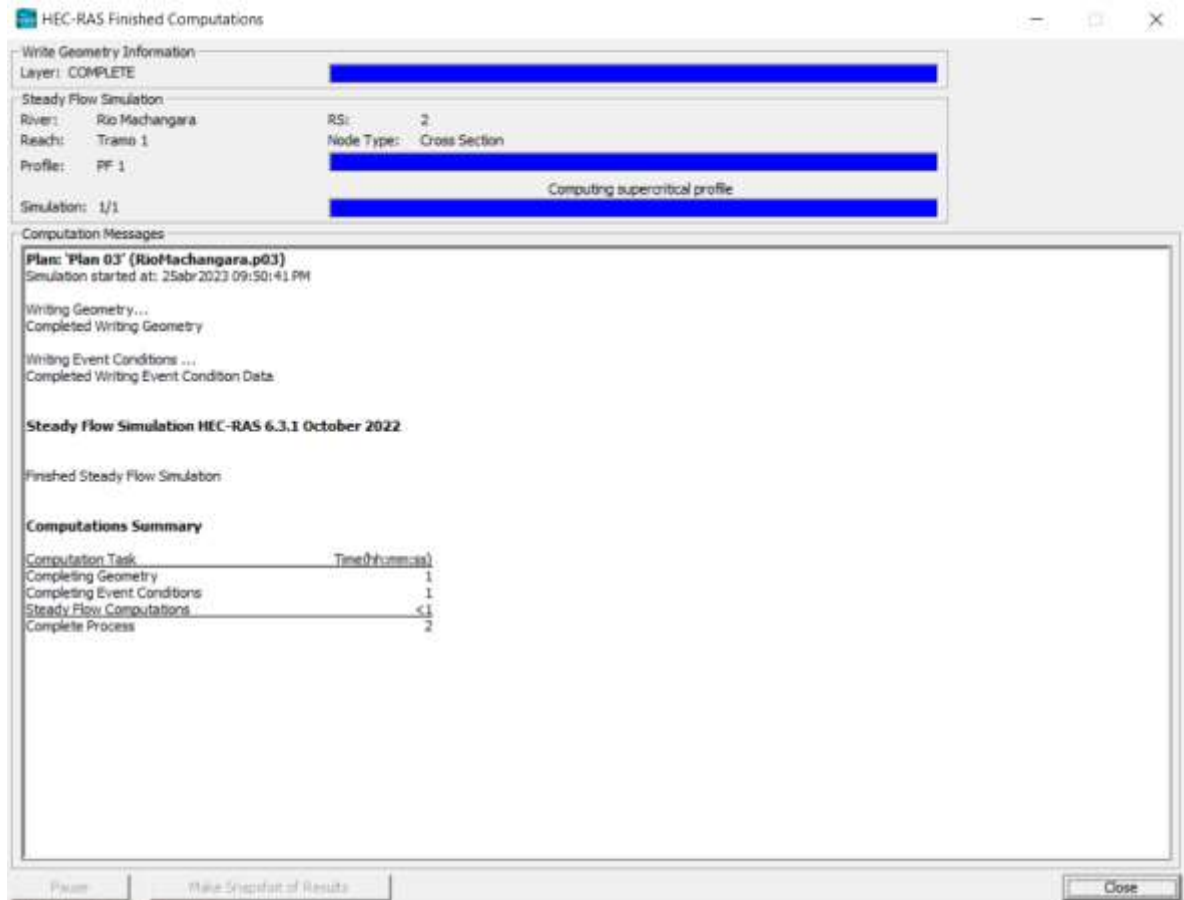 HEC-RAS Finished Computations
Write Geometry Information
Layer: COMPLETE
Steady Flow Simulation
River: Rio Machangara RS: 2
Reach: Tramo 1 Node Type: Cross Section
Profile: PF 1
Computing supercritical profile
Simulation: 1/1
Computation Messages
Plan: 'Plan 03' (RioMachangara.p03)
Simulation started at: 25abr2023 09:50:41 PM
Writing Geometry...
Completed Writing Geometry
Writing Event Conditions ...
Completed Writing Event Condition Data
Steady Flow Simulation HEC-RAS 6.3.1 October 2022
Finished Steady Flow Simulation
Computations Summary
Computation Task Time(hh:mm:ss)
Completing Geometry 1
Completing Event Conditions 1
Steady Flow Computations <1
Complete Process 2
Pause Make Snapshot of Results Close